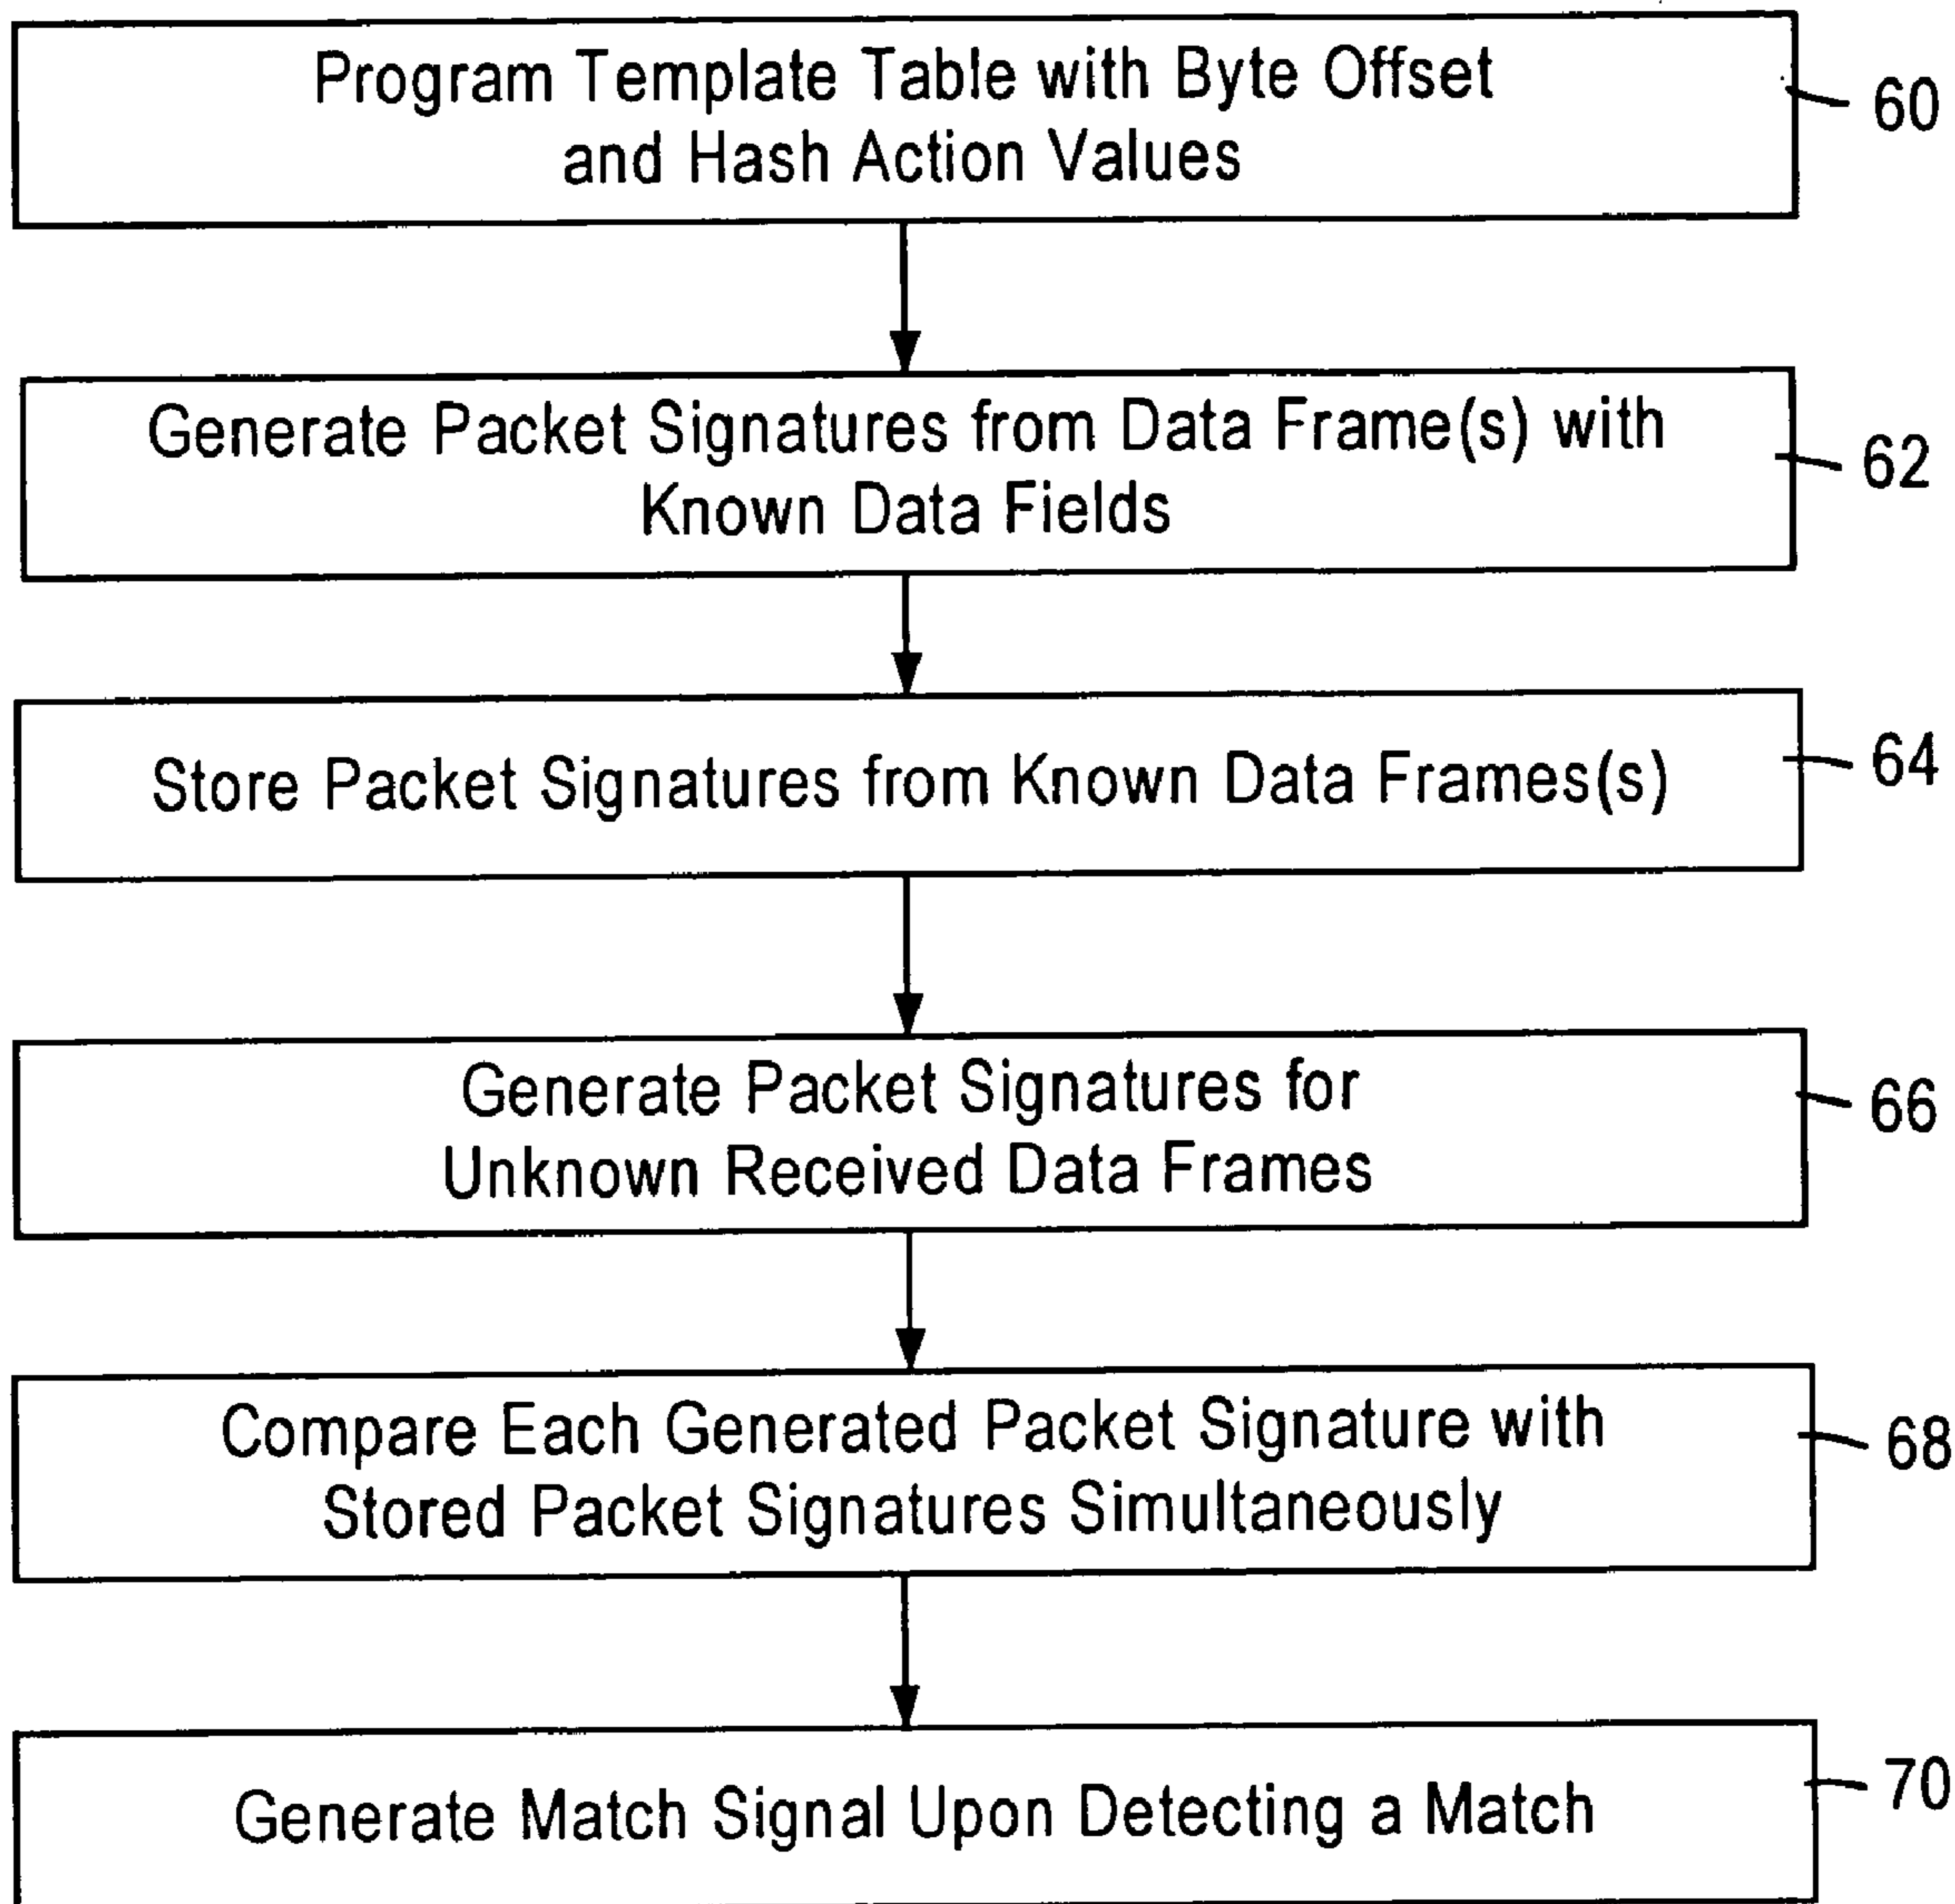 Program Template Table with Byte Offset
and Hash Action Values
60
Generate Packet Signatures from Data Frame(s) with
Known Data Fields
62
Store Packet Signatures from Known Data Frames(s)
64
Generate Packet Signatures for
Unknown Received Data Frames
66
Compare Each Generated Packet Signature with
Stored Packet Signatures Simultaneously
68
Generate Match Signal Upon Detecting a Match
70